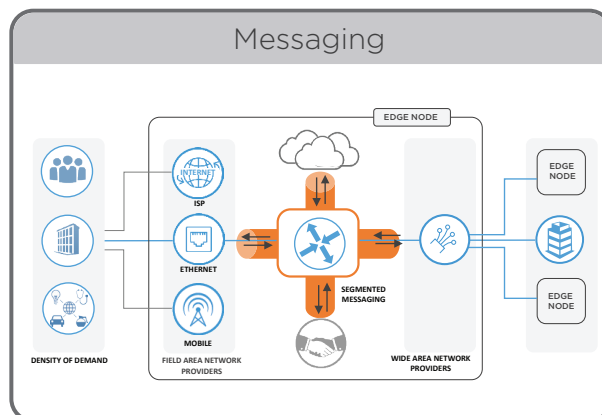 Messaging
EDGE NODE
INTERNET
ISP
ETHERNET
MOBILE
DENSITY OF DEMAND
FIELD AREA NETWORK
PROVIDERS
SEGMENTED
MESSAGING
WIDE AREA NETWORK
PROVIDERS
EDGE
NODE
EDGE
NODE